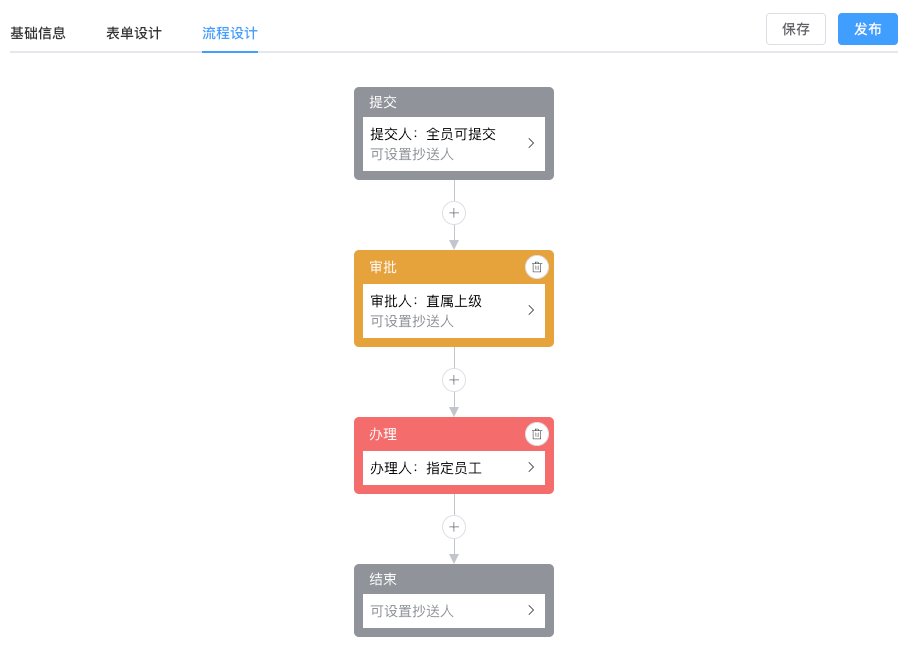 基础信息
表单设计
流程设计
保存
发布
提交
提交人：全员可提交
可设置抄送人
审批
审批人：直属上级
可设置抄送人
办理
办理人：指定员工
结束
可设置抄送人